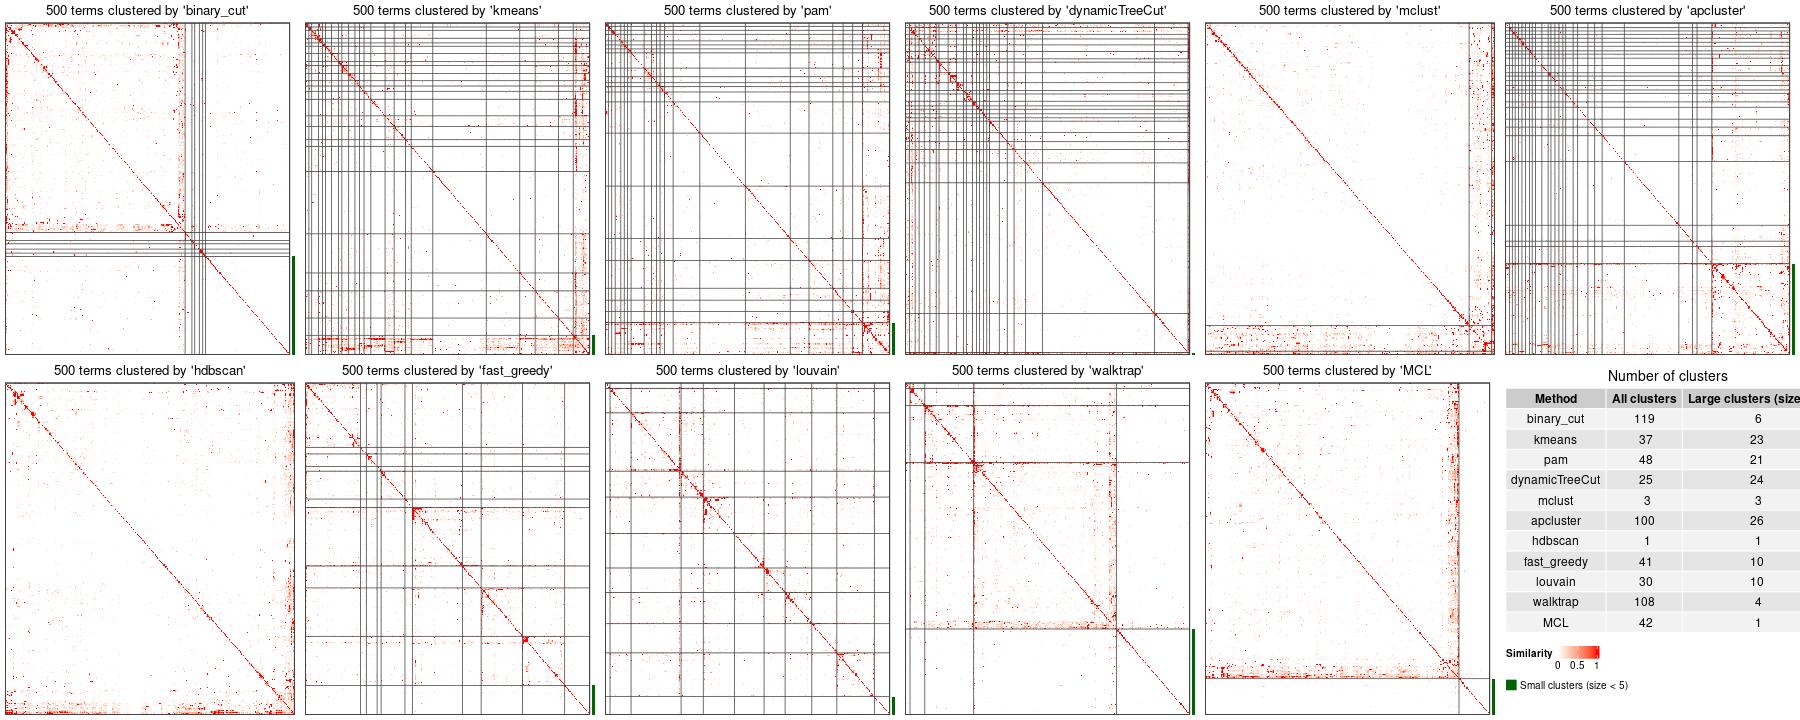 500 terms clustered by 'binary_cut'
500 terms clustered by 'kmeans'
500 terms clustered by 'pam'
500 terms clustered by 'dynamicTreeCut'
500 terms clustered by 'mclust'
500 terms clustered by 'apcluster'
500 terms clustered by 'hdbscan'
500 terms clustered by 'fast_greedy'
500 terms clustered by 'louvain'
500 terms clustered by 'walktrap'
500 terms clustered by 'MCL'
Number of clusters
Method All clusters Large clusters (size
binary_cut 119 6
kmeans 37 23
pam 48 21
dynamicTreeCut 25 24
mclust 3 3
apcluster 100 26
hdbscan 1 1
fast_greedy 41 10
louvain 30 10
walktrap 108 4
MCL 42 1
Similarity
0 0.5 1
Small clusters (size < 5)